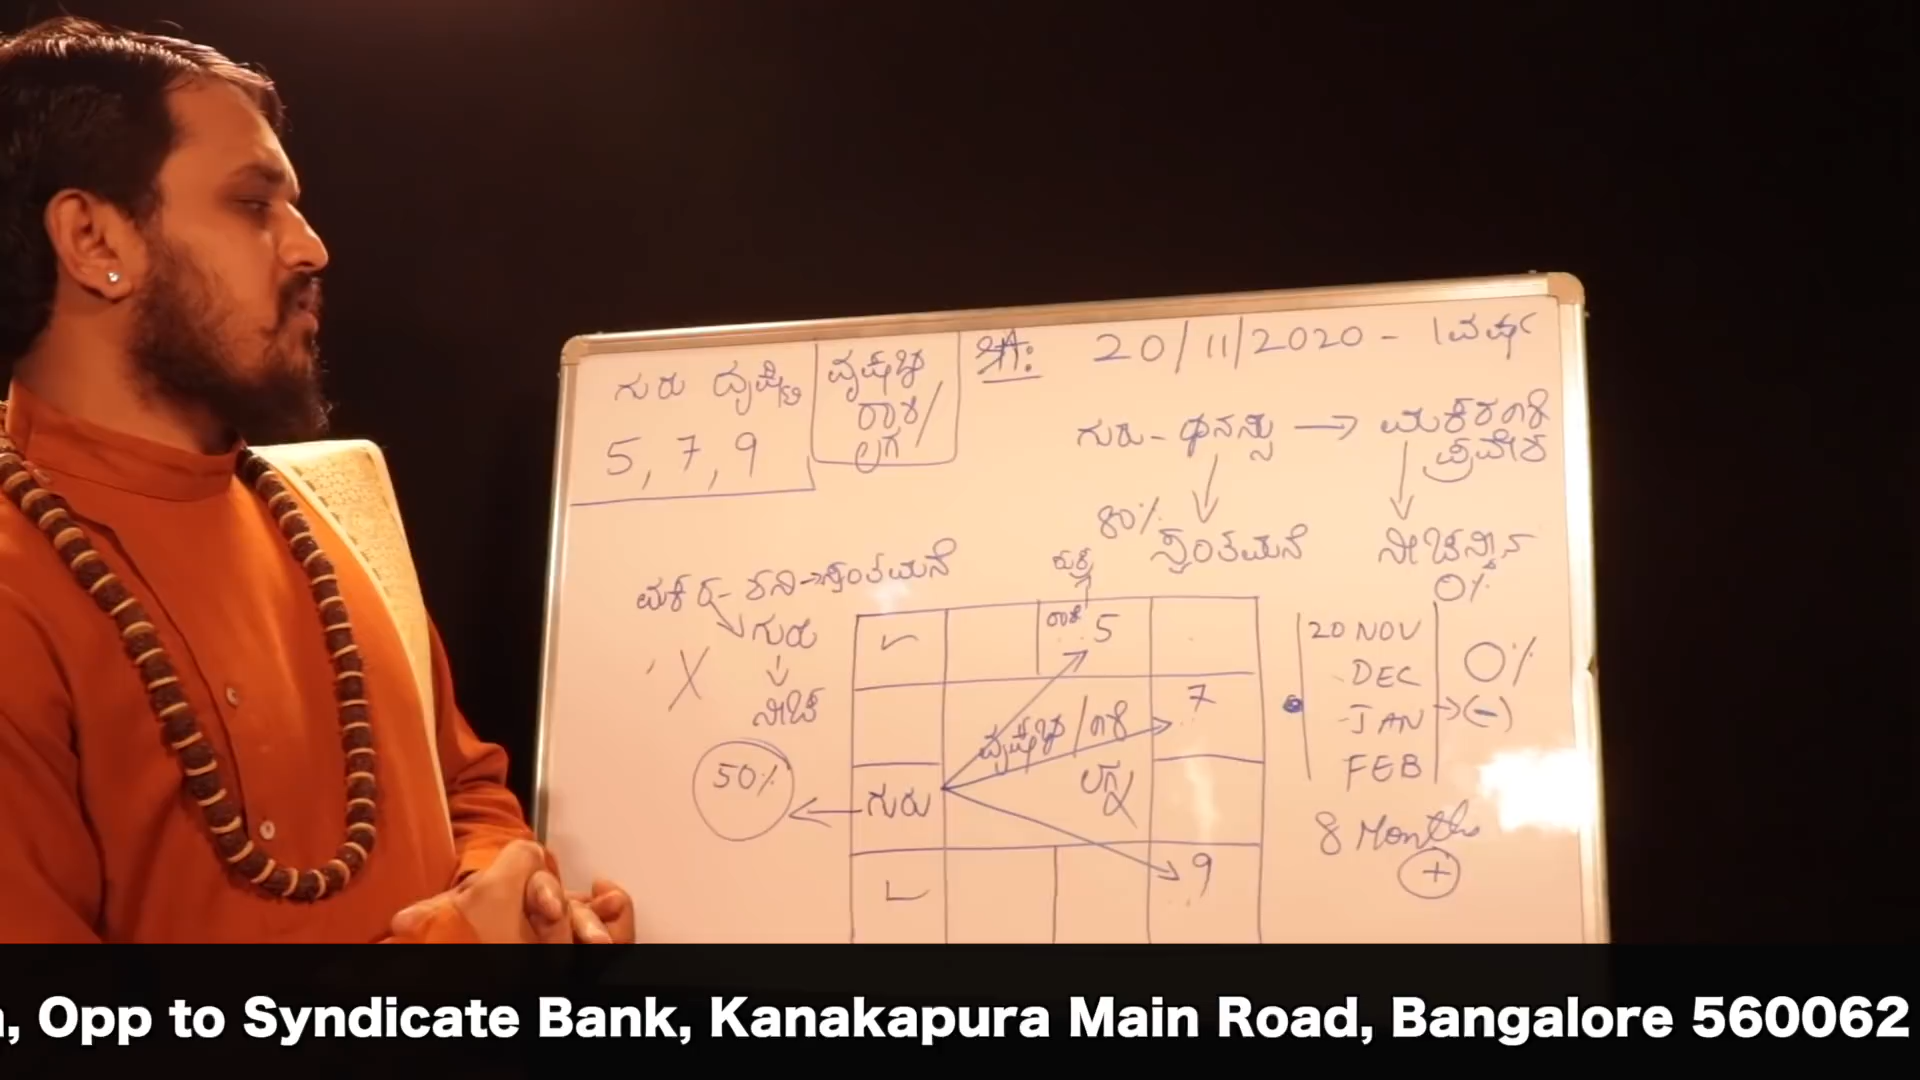 ಗುರು ದೃಷ್ಟಿ
5, 7, 9
ವೃಷಭ
ರಾಶಿ/
ಲಗ್ನ
ಶ್ರೀ:
20/11/2020 - 1ವರ್ಷ
ಗುರು - ಧನಸ್ಸು → ಮಕರರಾಶಿ
ಪ್ರವೇಶ
80%
ಸ್ವಂತಮನೆ
ನೀಚಸ್ಥಾನ
0%
ಮಕರ - ಶನಿ → ಸ್ವಂತಮನೆ
ಗುರು
X
ನೀಚ
50%
ರಾಶಿ 5
7
ವೃಷಭ/ರಾಶಿ
ಲಗ್ನ
ಗುರು
9
20 NOV
DEC
JAN
FEB
0%
→(-)
8 Months
+
, Opp to Syndicate Bank, Kanakapura Main Road, Bangalore 560062